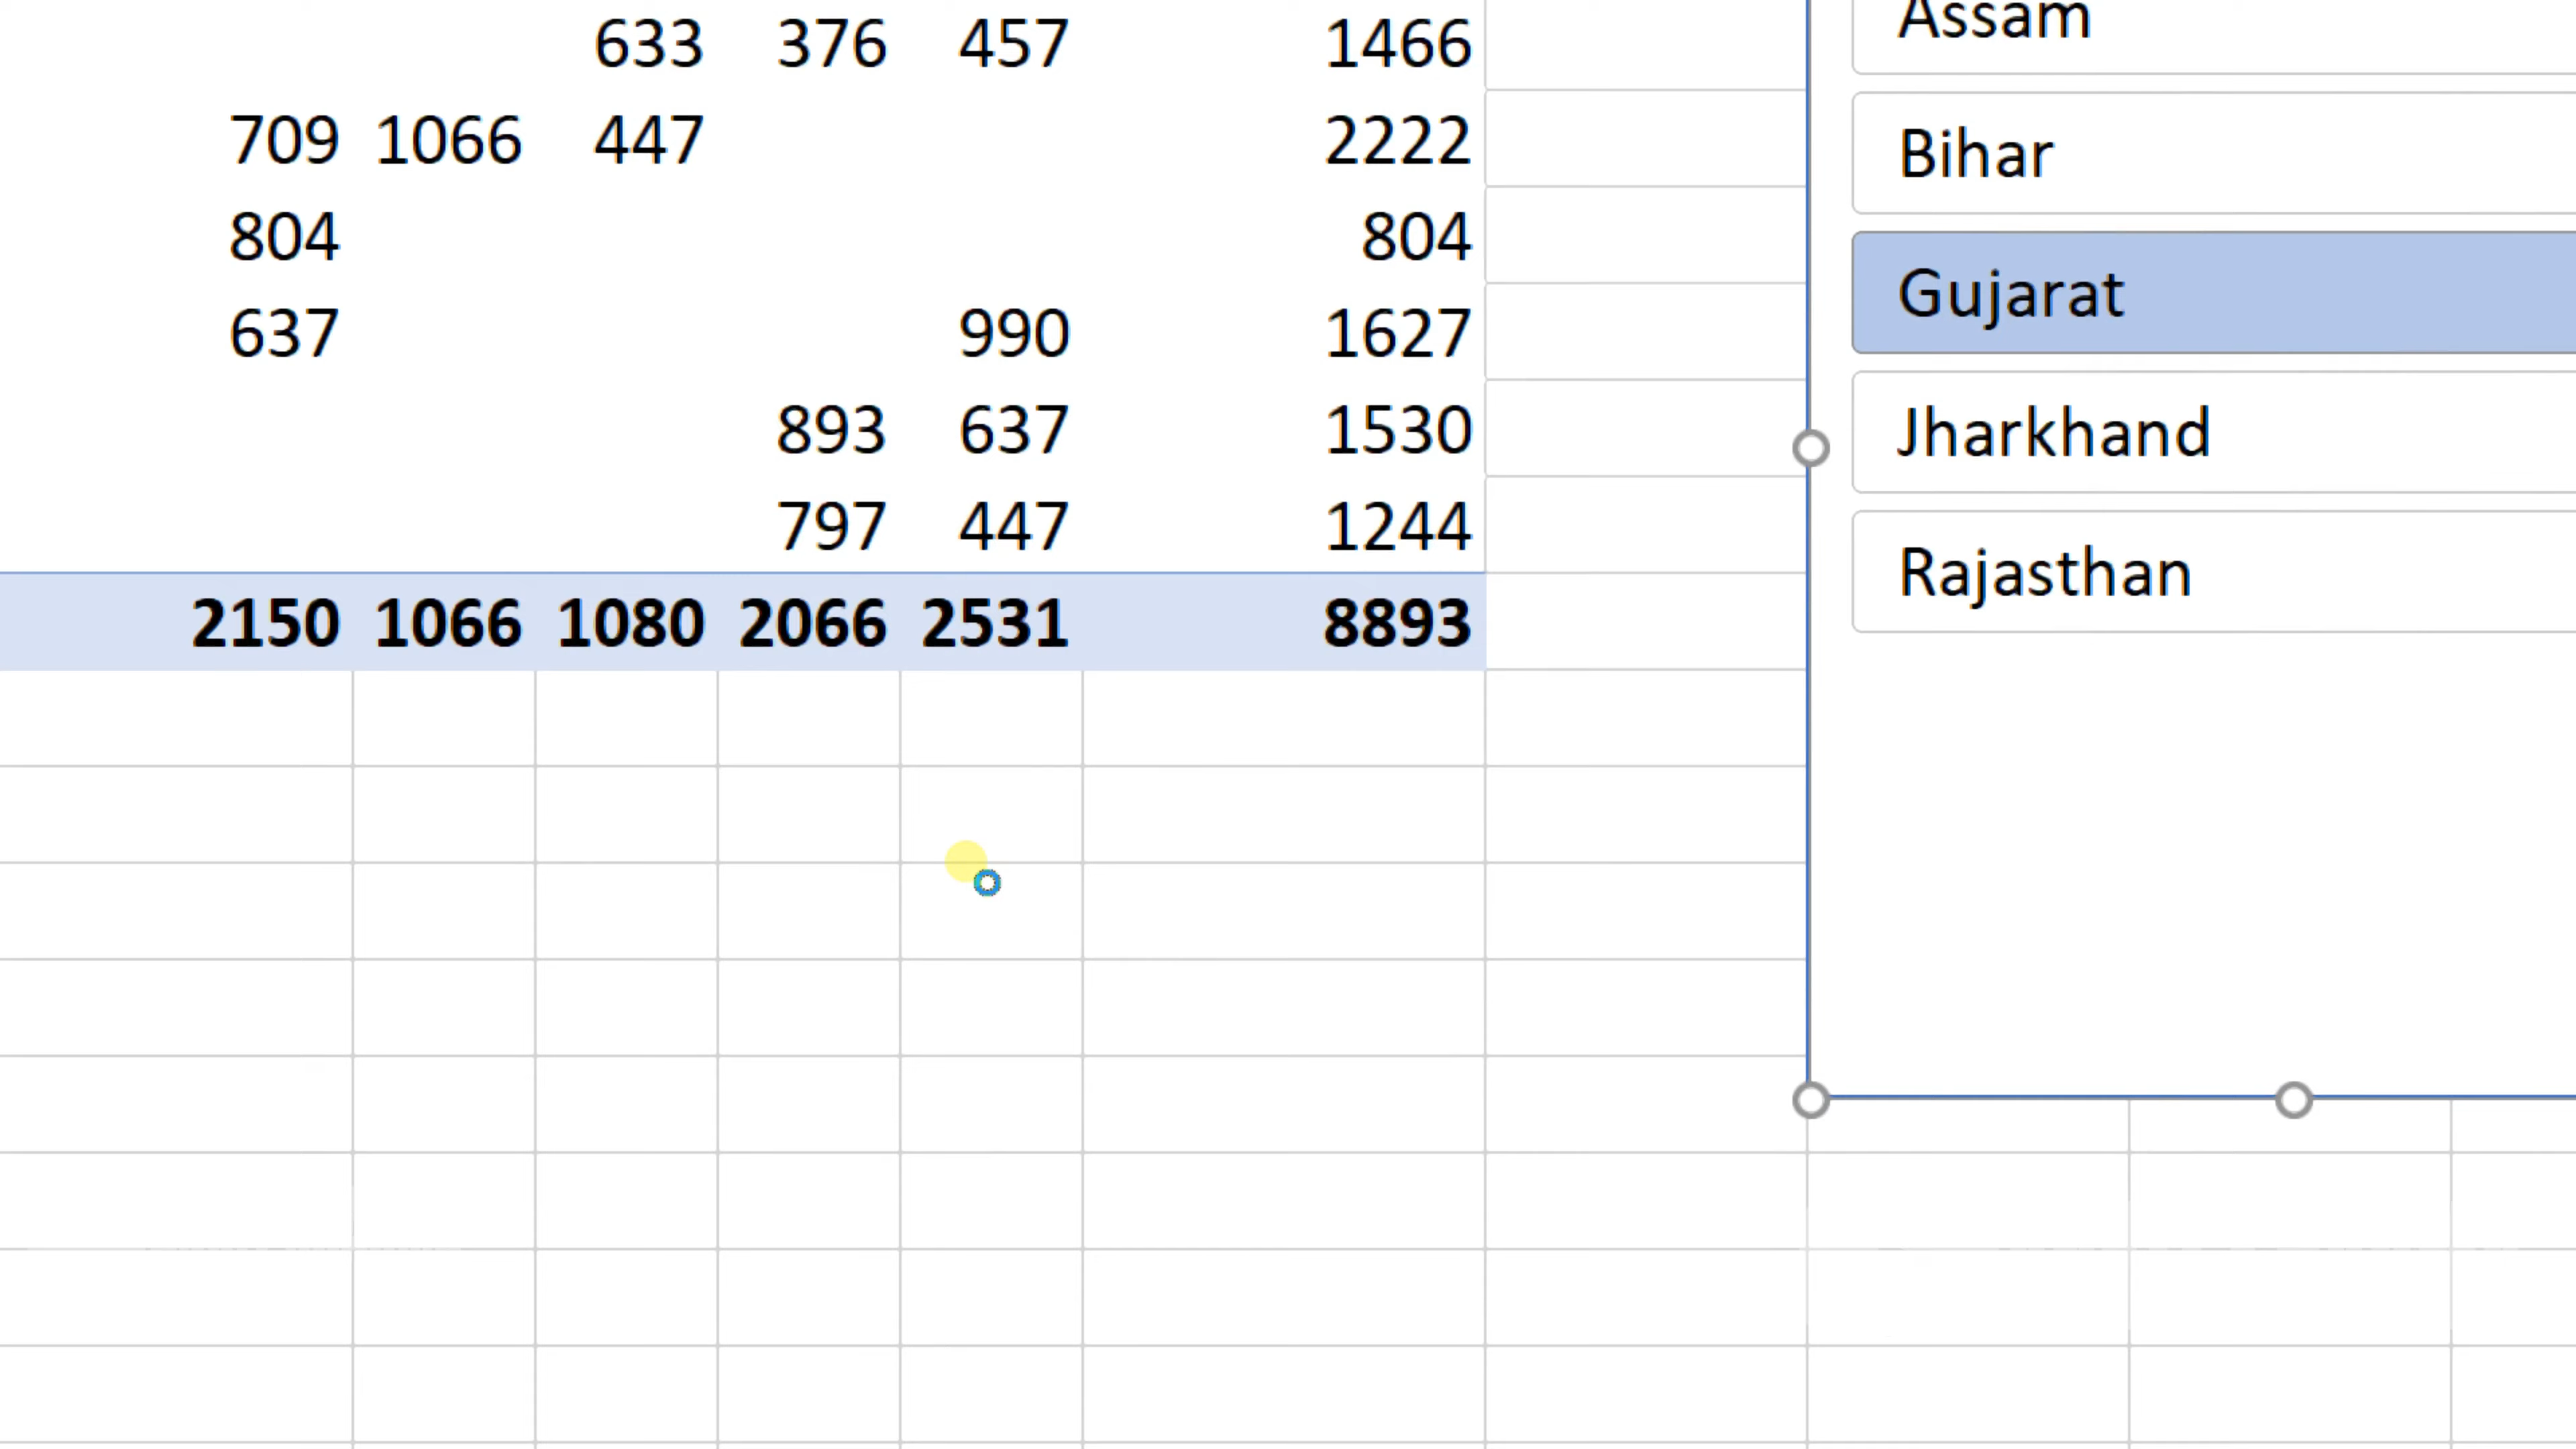 633 376 457 1466
709 1066 447 2222
804 804
637 990 1627
893 637 1530
797 447 1244
2150 1066 1080 2066 2531 8893
Assam
Bihar
Gujarat
Jharkhand
Rajasthan